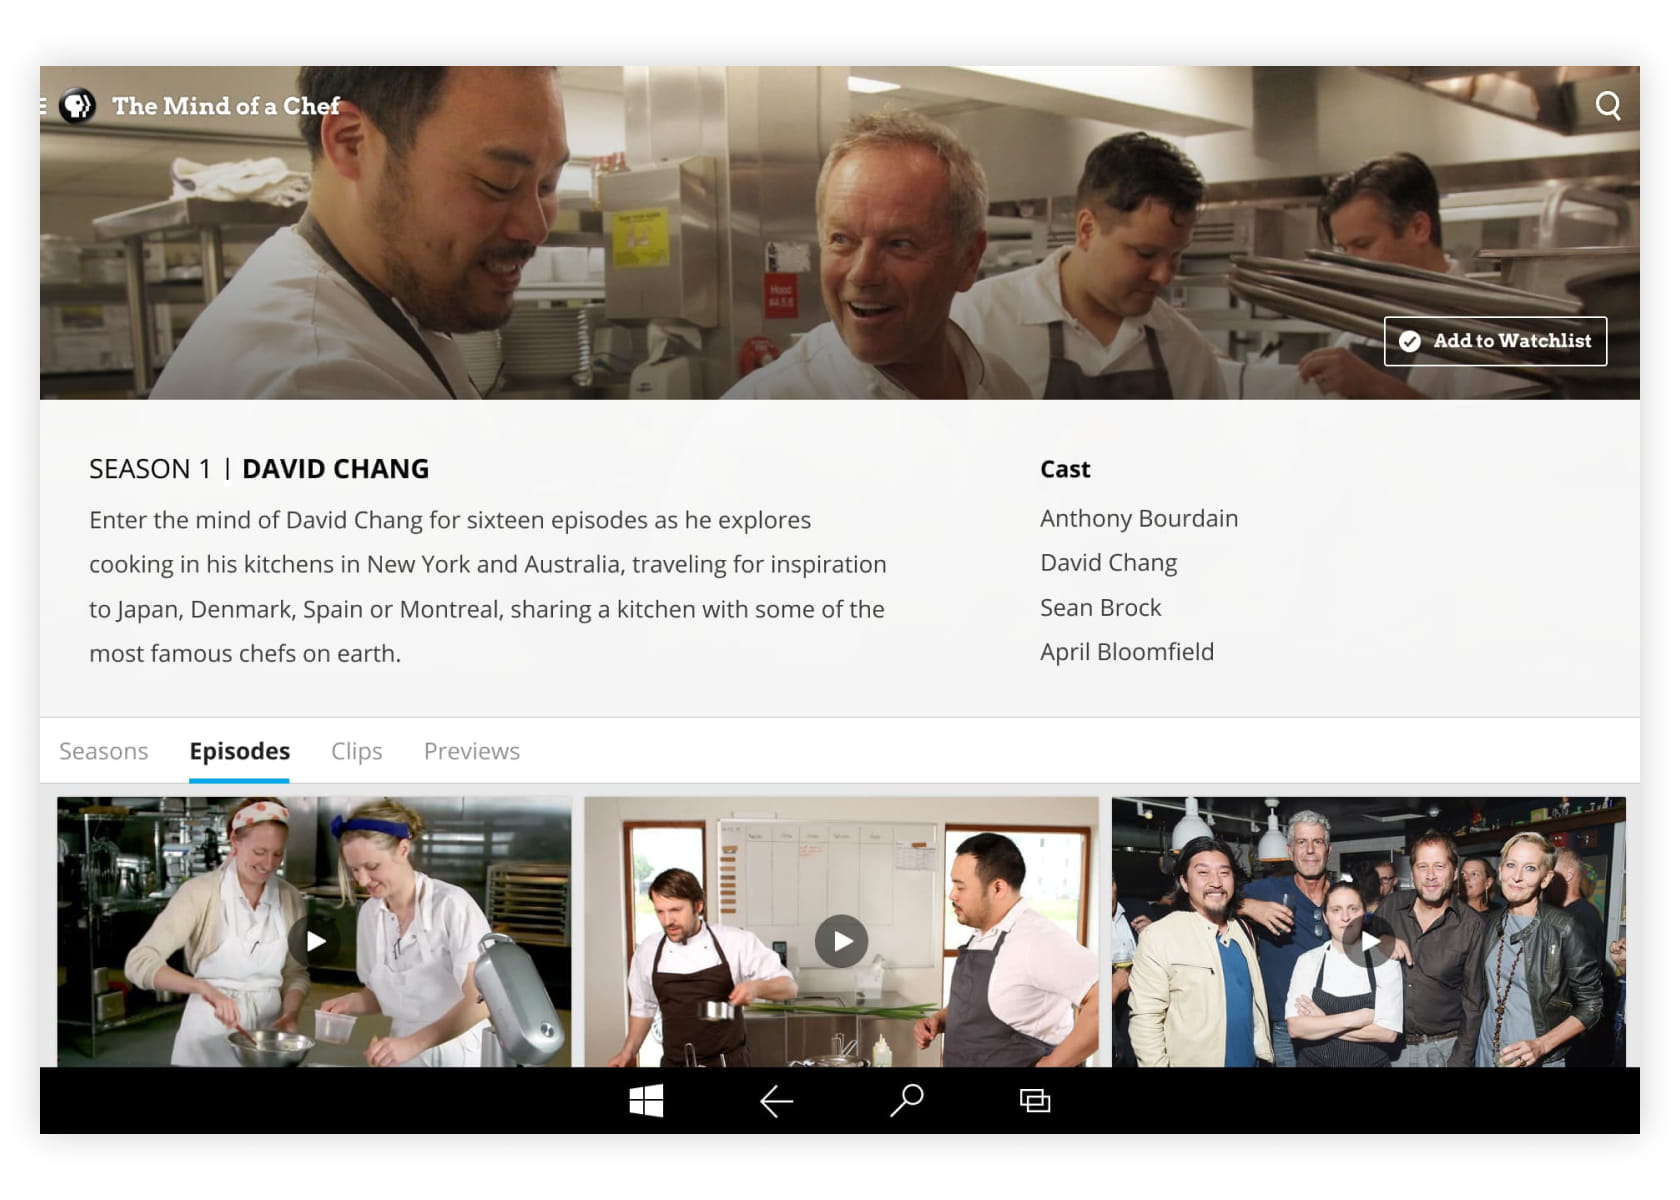 The Mind of a Chef
Hood
Add to Watchlist
SEASON 1 | DAVID CHANG
Enter the mind of David Chang for sixteen episodes as he explores
cooking in his kitchens in New York and Australia, traveling for inspiration
to Japan, Denmark, Spain or Montreal, sharing a kitchen with some of the
most famous chefs on earth.
Cast
Anthony Bourdain
David Chang
Sean Brock
April Bloomfield
Seasons Episodes Clips Previews